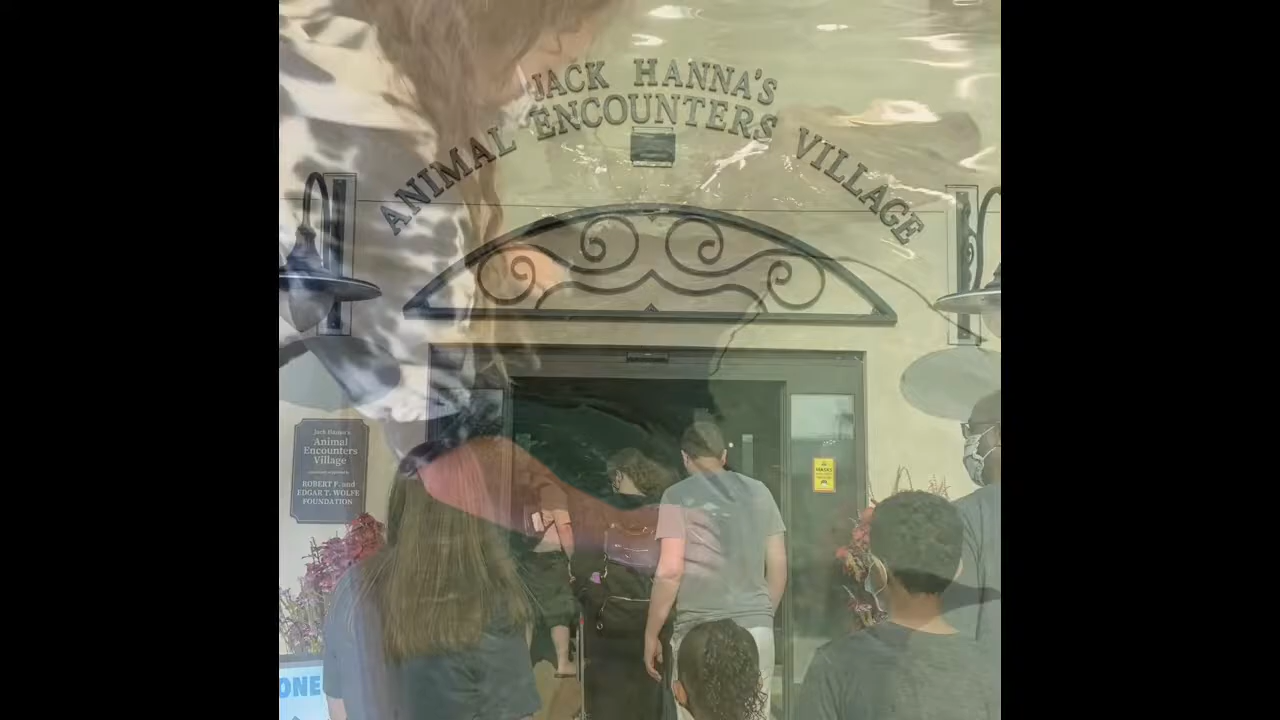 JACK HANNA'S
ANIMAL ENCOUNTERS VILLAGE
Jack Hanna's
Animal
Encounters
Village
ROBERT F. and
EDGAR T. WOLFE
FOUNDATION
MASKS
ONE